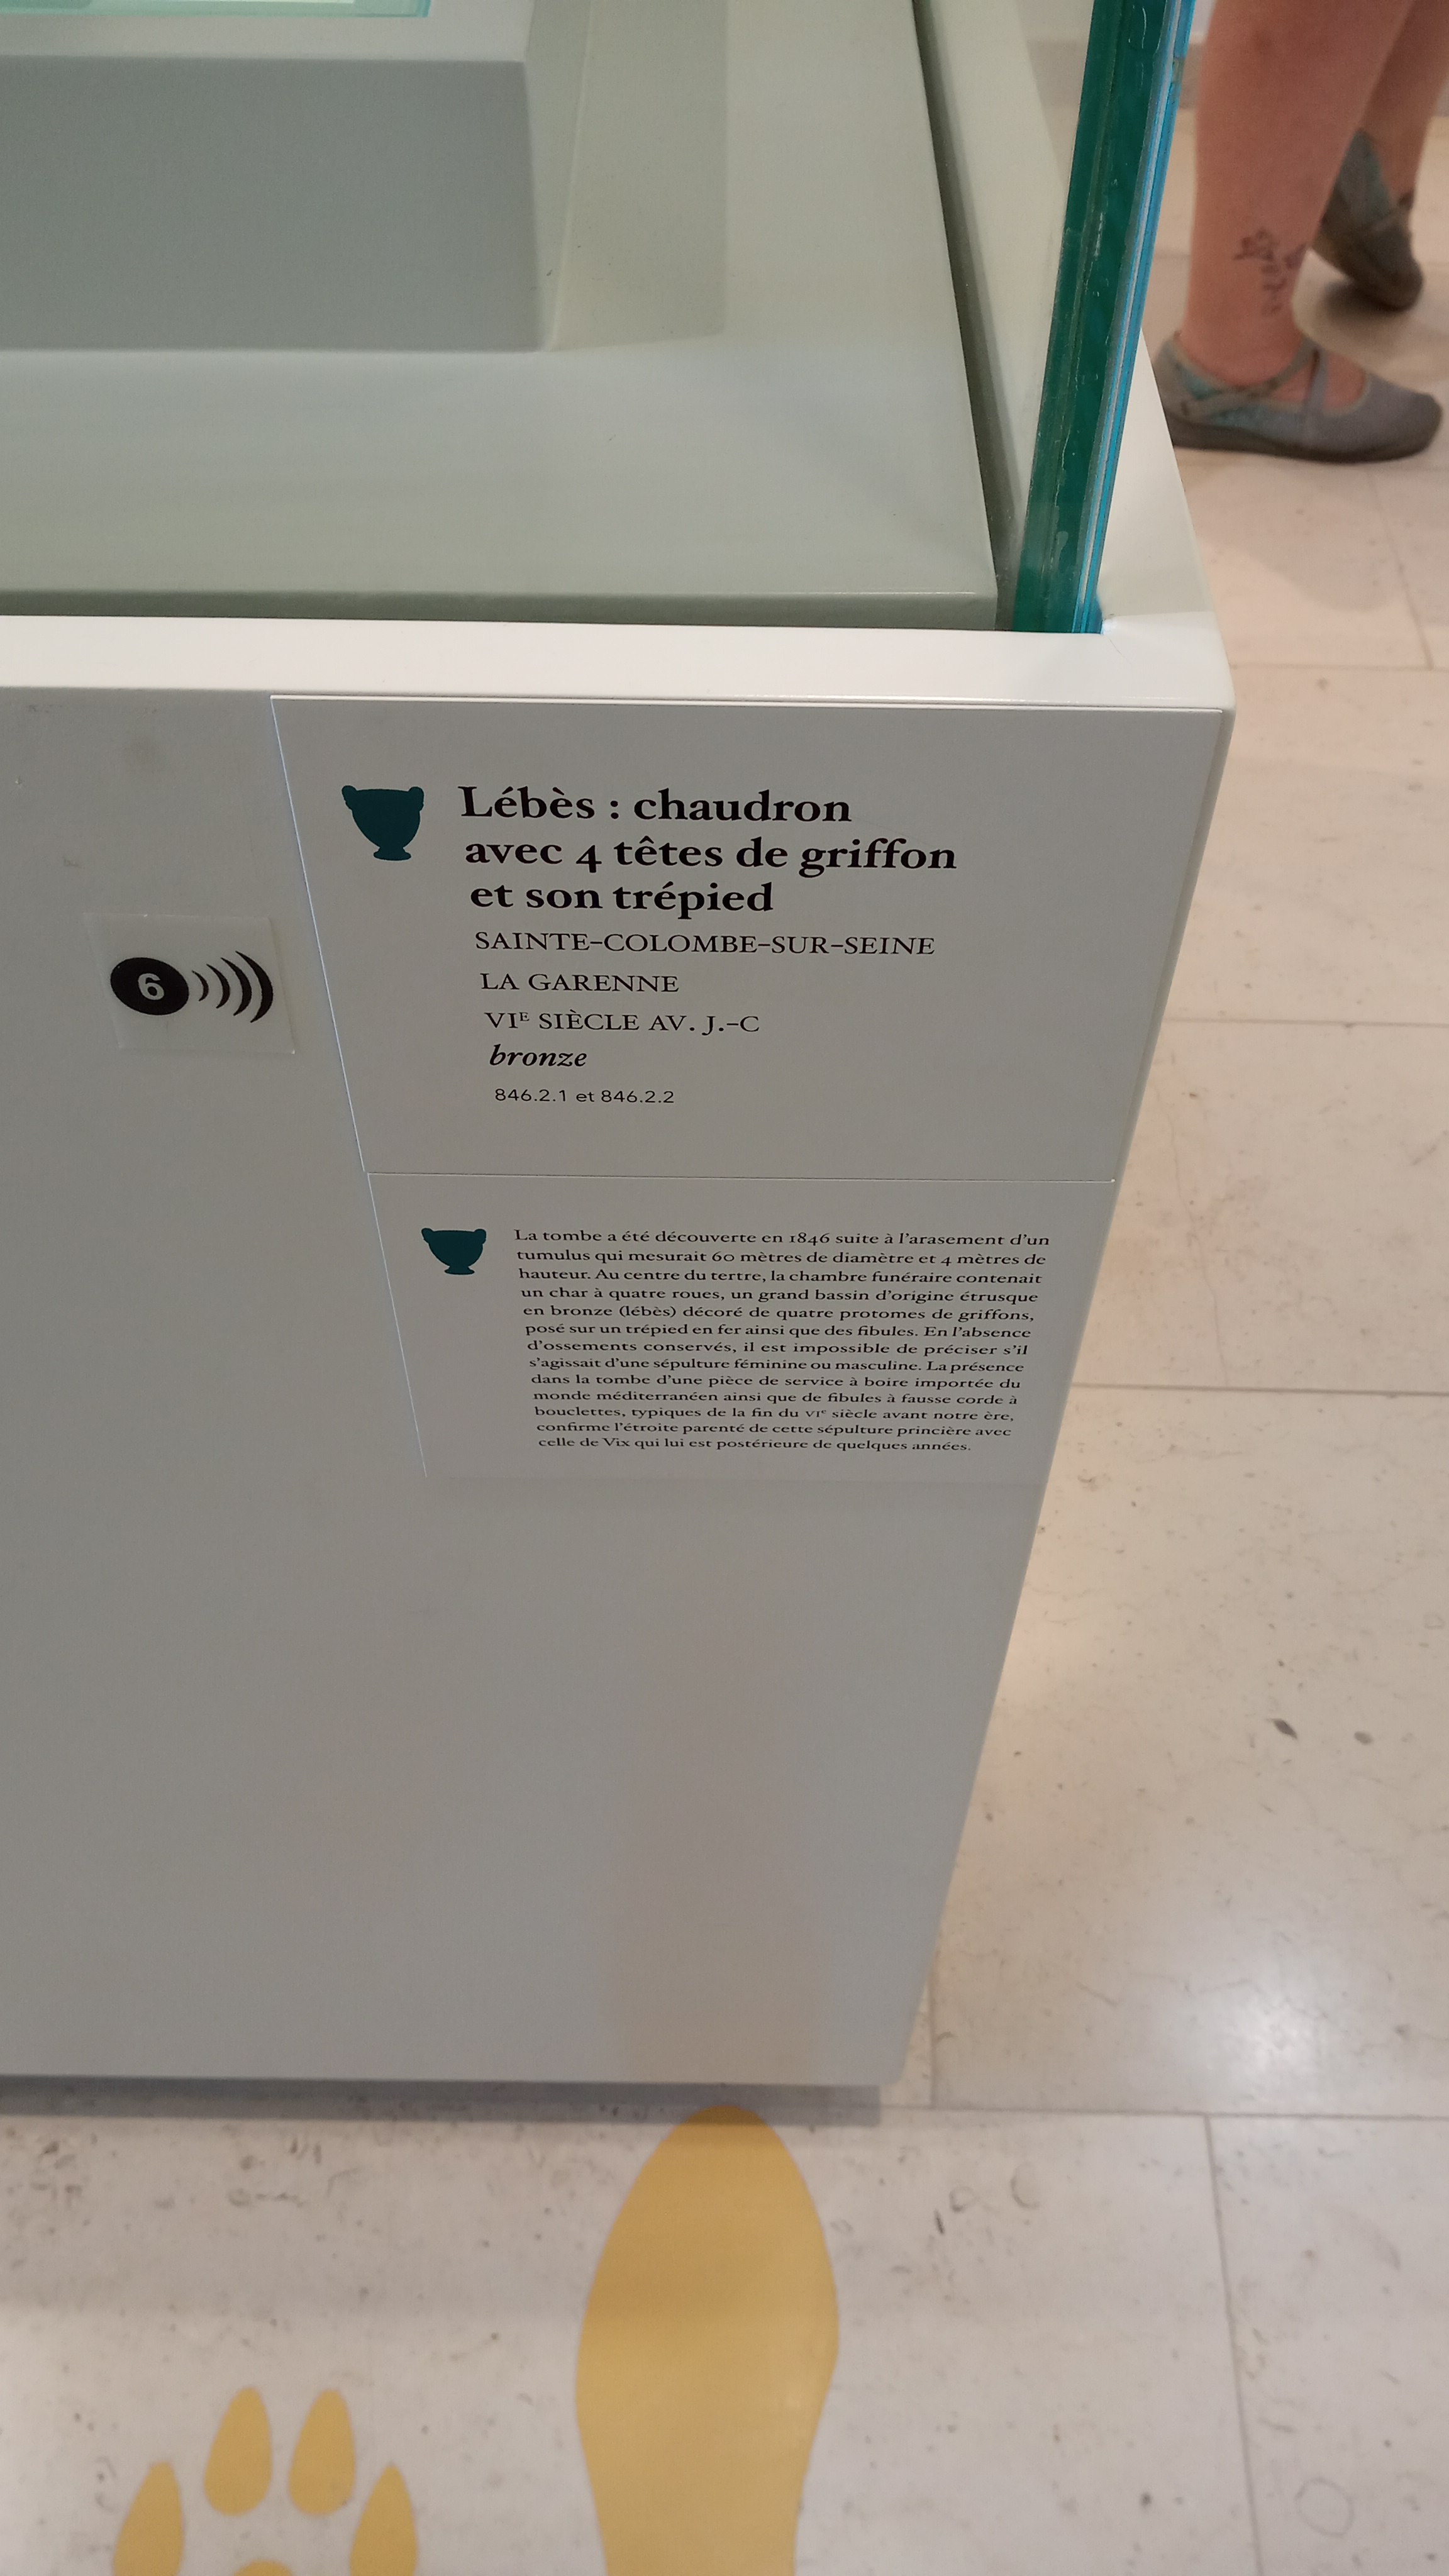 Lébès : chaudron
avec 4 têtes de griffon
et son trépied
SAINTE-COLOMBE-SUR-SEINE
LA GARENNE
VIE SIÈCLE AV. J.-C
bronze
846.2.1 et 846.2.2
6
La tombe a été découverte en 1846 suite à l'arasement d'un
tumulus qui mesurait 60 mètres de diamètre et 4 mètres de
hauteur. Au centre du tertre, la chambre funéraire contenait
un char à quatre roues, un grand bassin d'origine étrusque
en bronze (lébès) décoré de quatre protomes de griffons,
posé sur un trépied en fer ainsi que des fibules. En l'absence
d'ossements conservés, il est impossible de préciser s'il
s'agissait d'une sépulture féminine ou masculine. La présence
dans la tombe d'une pièce de service à boire importée du
monde méditerranéen ainsi que de fibules à fausse corde à
bouclettes, typiques de la fin du VIe siècle avant notre ère,
confirme l'étroite parenté de cette sépulture princière avec
celle de Vix qui lui est postérieure de quelques années.